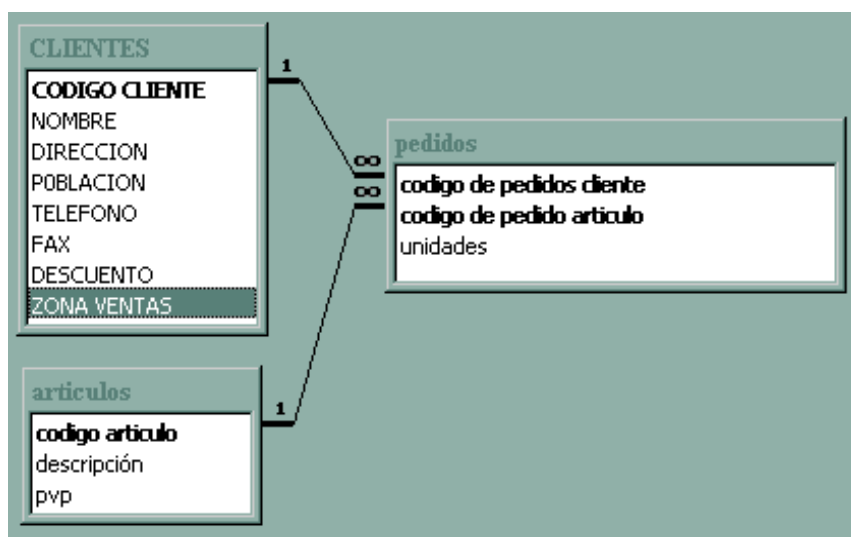 CLIENTES
CODIGO CLIENTE
NOMBRE
DIRECCION
P0BLACION
TELEFONO
FAX
DESCUENTO
ZONA VENTAS
1
∞
∞
pedidos
codigo de pedidos cliente
codigo de pedido articulo
unidades
articulos
1
codigo articulo
descripción
pvp